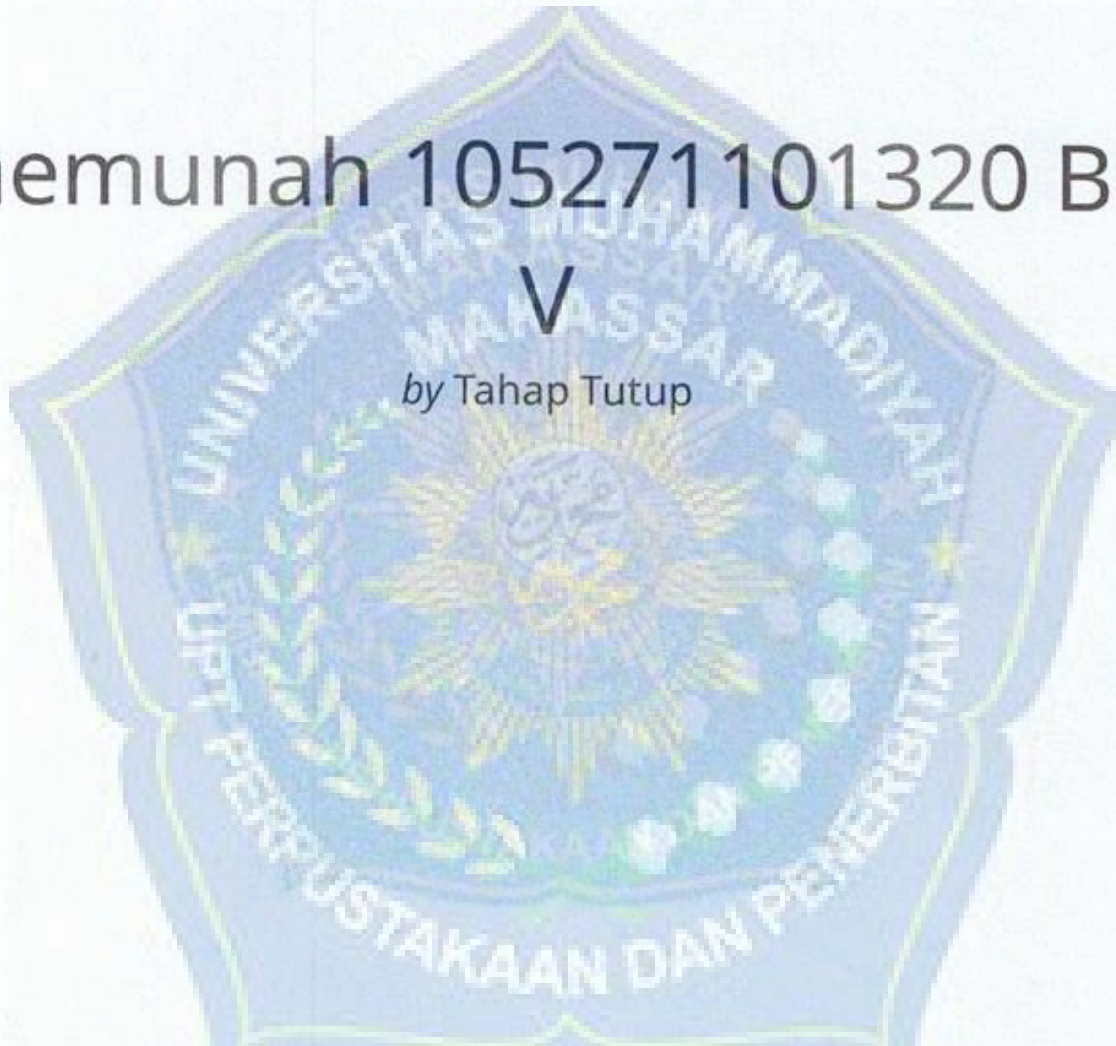 emunah 105271101320 B
V
by Tahap Tutup
UNIVERSITAS MUHAMMADIYAH
MAKASSAR
UPT PERPUSTAKAAN DAN PENERBITAN